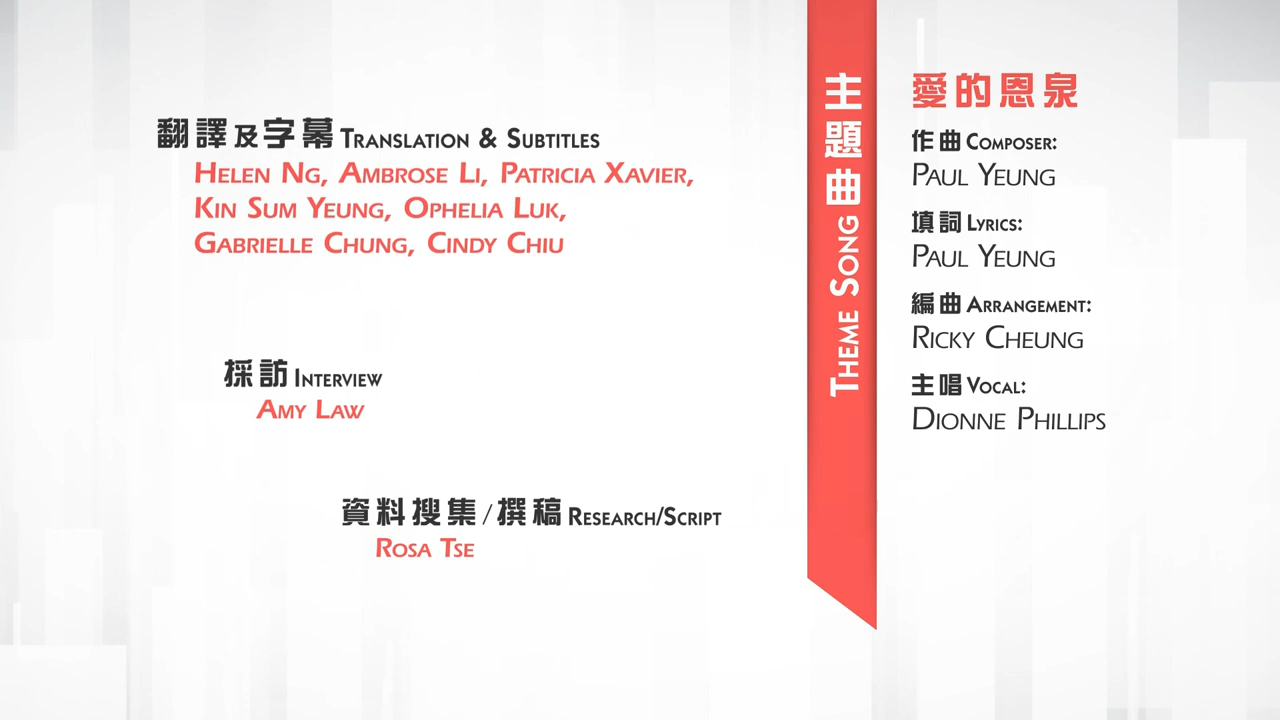 翻譯及字幕 Translation & Subtitles
Helen Ng, Ambrose Li, Patricia Xavier,
Kin Sum Yeung, Ophelia Luk,
Gabrielle Chung, Cindy Chiu
採訪 Interview
Amy Law
資料搜集/撰稿 Research/Script
Rosa Tse
主題曲 Theme Song
愛的恩泉
作曲 Composer:
Paul Yeung
填詞 Lyrics:
Paul Yeung
編曲 Arrangement:
Ricky Cheung
主唱 Vocal:
Dionne Phillips